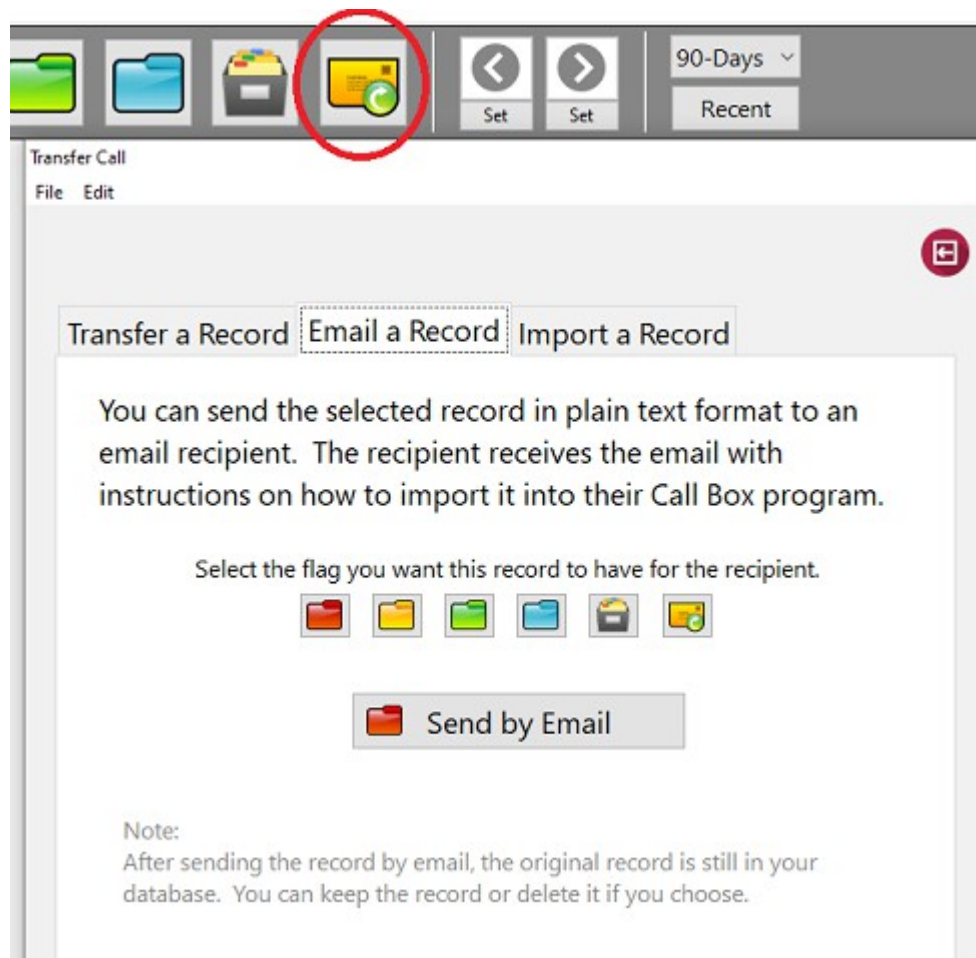 90-Days
Set
Set
Recent
Transfer Call
File Edit
Transfer a Record Email a Record Import a Record
You can send the selected record in plain text format to an
email recipient. The recipient receives the email with
instructions on how to import it into their Call Box program.
Select the flag you want this record to have for the recipient.
Send by Email
Note:
After sending the record by email, the original record is still in your
database. You can keep the record or delete it if you choose.